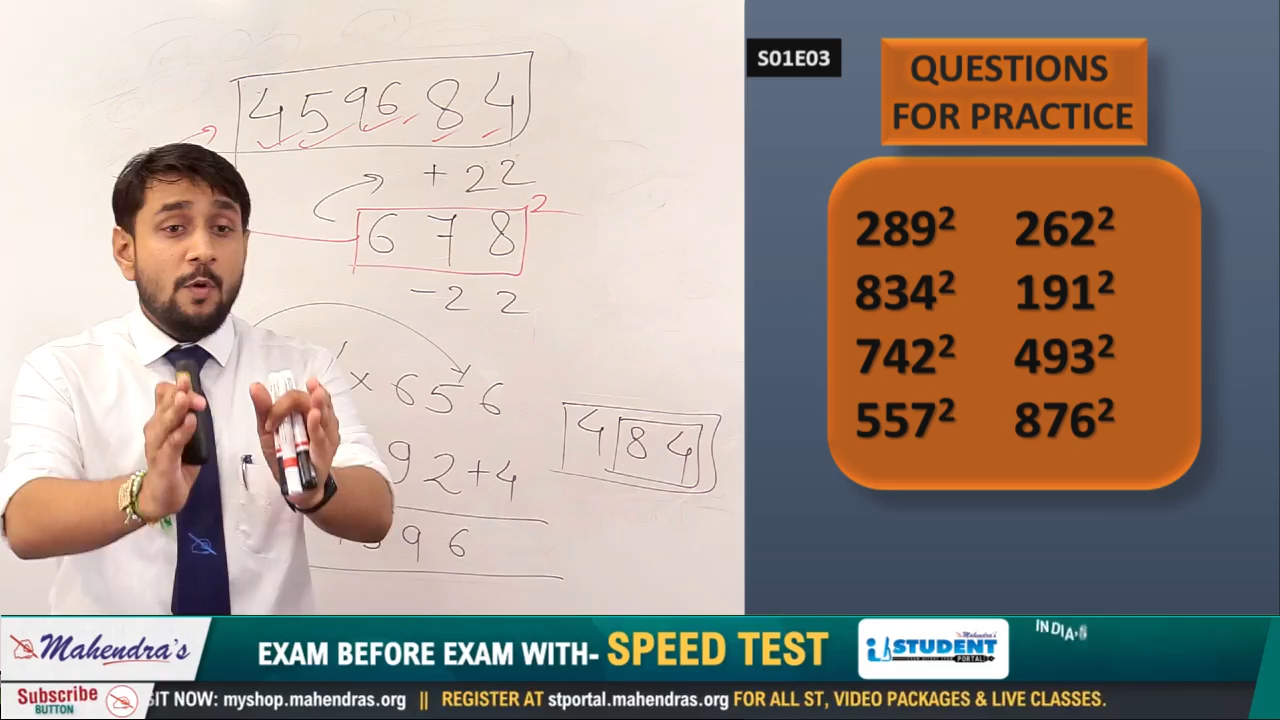 459684
+ 22
678²
- 22
× 656
92+4
96
484
S01E03
QUESTIONS
FOR PRACTICE
289² 262²
834² 191²
742² 493²
557² 876²
Mahendra's
EXAM BEFORE EXAM WITH- SPEED TEST
Mahendra's
STUDENT
PORTAL
INDIA'S
Subscribe
BUTTON
SIT NOW: myshop.mahendras.org || REGISTER AT stportal.mahendras.org FOR ALL ST, VIDEO PACKAGES & LIVE CLASSES.